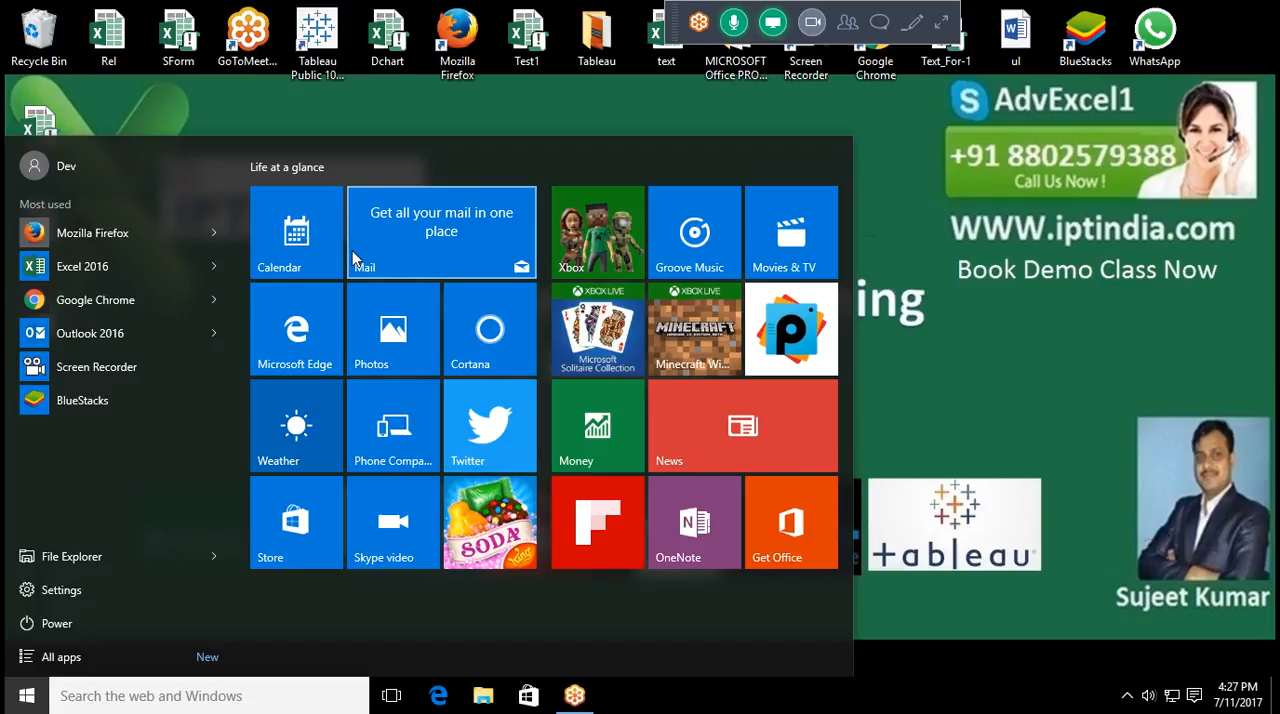 Recycle Bin
Rel
SForm
GoToMeet...
Tableau
Public 10...
Dchart
Mozilla
Firefox
Test1
Tableau
text
MICROSOFT
Office PRO...
Screen
Recorder
Google
Chrome
Text_For-1
ul
BlueStacks
WhatsApp
AdvExcel1
+91 8802579388
Call Us Now !
WWW.iptindia.com
Book Demo Class Now
ing
tableau
Sujeet Kumar
Dev
Most used
Mozilla Firefox
Excel 2016
Google Chrome
Outlook 2016
Screen Recorder
BlueStacks
File Explorer
Settings
Power
All apps
New
Life at a glance
Calendar
Get all your mail in one
place
Mail
Xbox
Groove Music
Movies & TV
Microsoft Edge
Photos
Cortana
XBOX LIVE
Microsoft
Solitaire Collection
XBOX LIVE
MINECRAFT
Minecraft: Wi...
Weather
Phone Compa...
Twitter
Money
News
Store
Skype video
SODA
OneNote
Get Office
Search the web and Windows
4:27 PM
7/11/2017